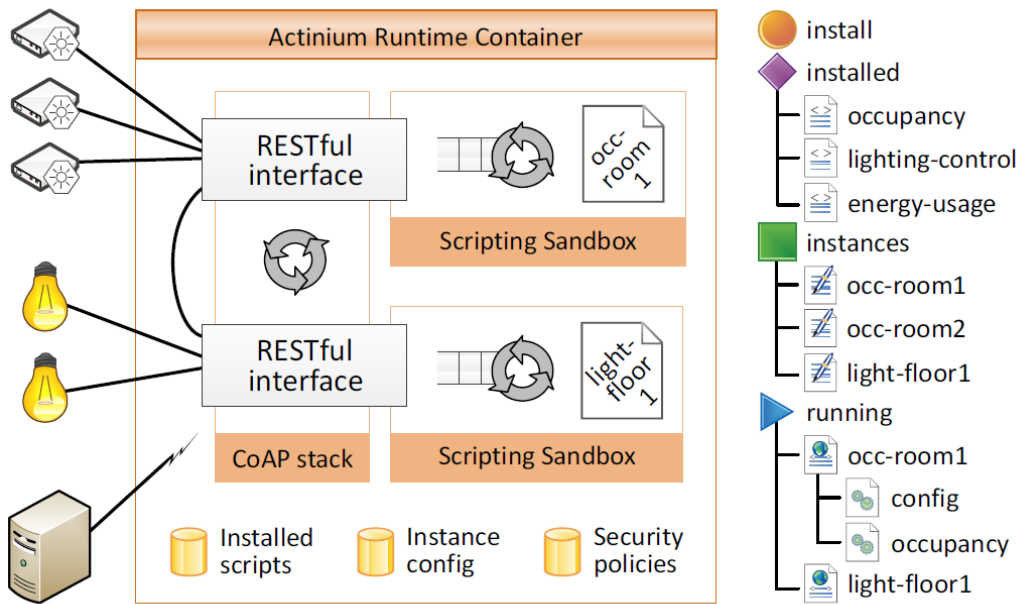 Actinium Runtime Container
RESTful
interface
occ-
room
1
Scripting Sandbox
RESTful
interface
light-
floor
1
Scripting Sandbox
CoAP stack
Installed
scripts
Instance
config
Security
policies
install
installed
<> occupancy
<> lighting-control
<> energy-usage
instances
occ-room1
occ-room2
light-floor1
running
occ-room1
config
occupancy
light-floor1